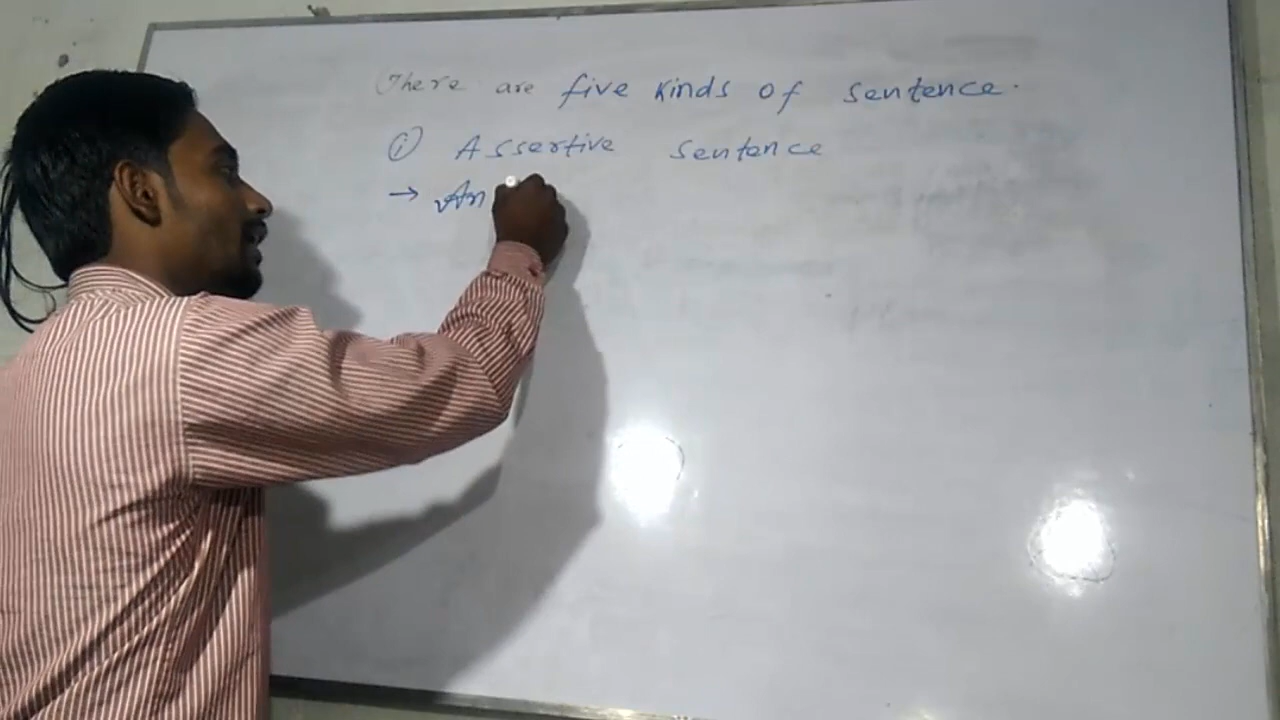 There are five kinds of sentence.
(i) Assertive sentence
→ An